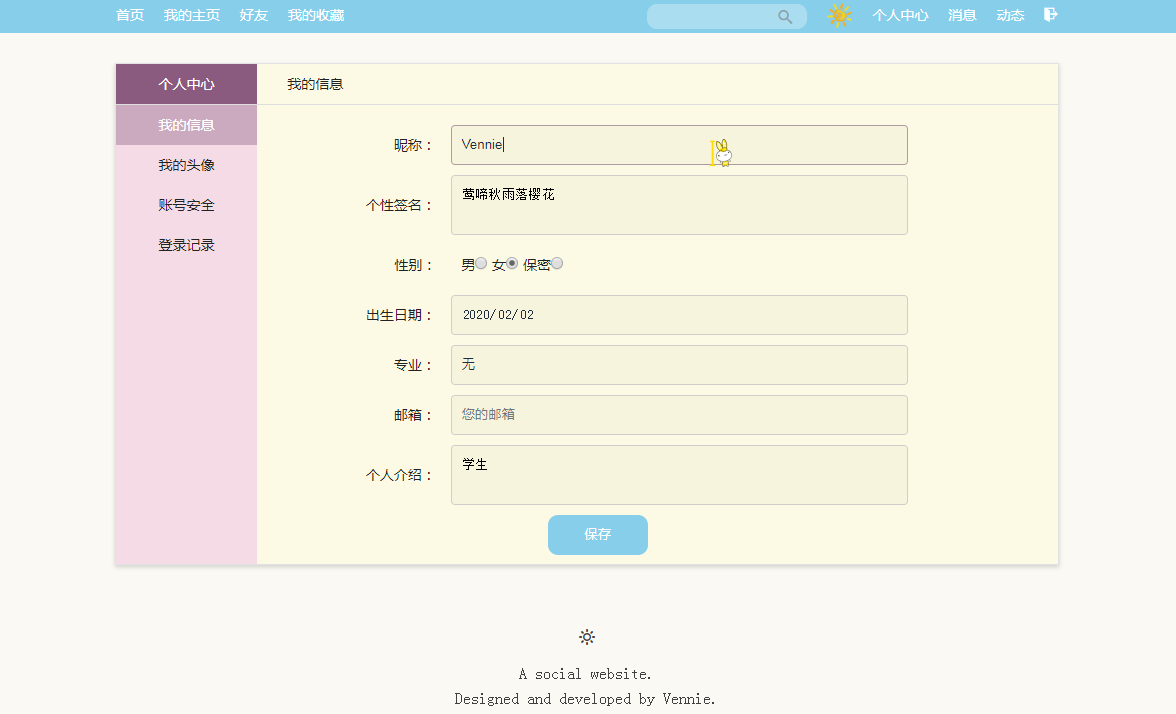 首页 我的主页 好友 我的收藏 个人中心 消息 动态
个人中心 我的信息
我的信息
我的头像
账号安全
登录记录
昵称： Vennie
个性签名： 莺啼秋雨落樱花
性别： 男 女 保密
出生日期： 2020/02/02
专业： 无
邮箱： 您的邮箱
个人介绍： 学生
保存
A social website.
Designed and developed by Vennie.